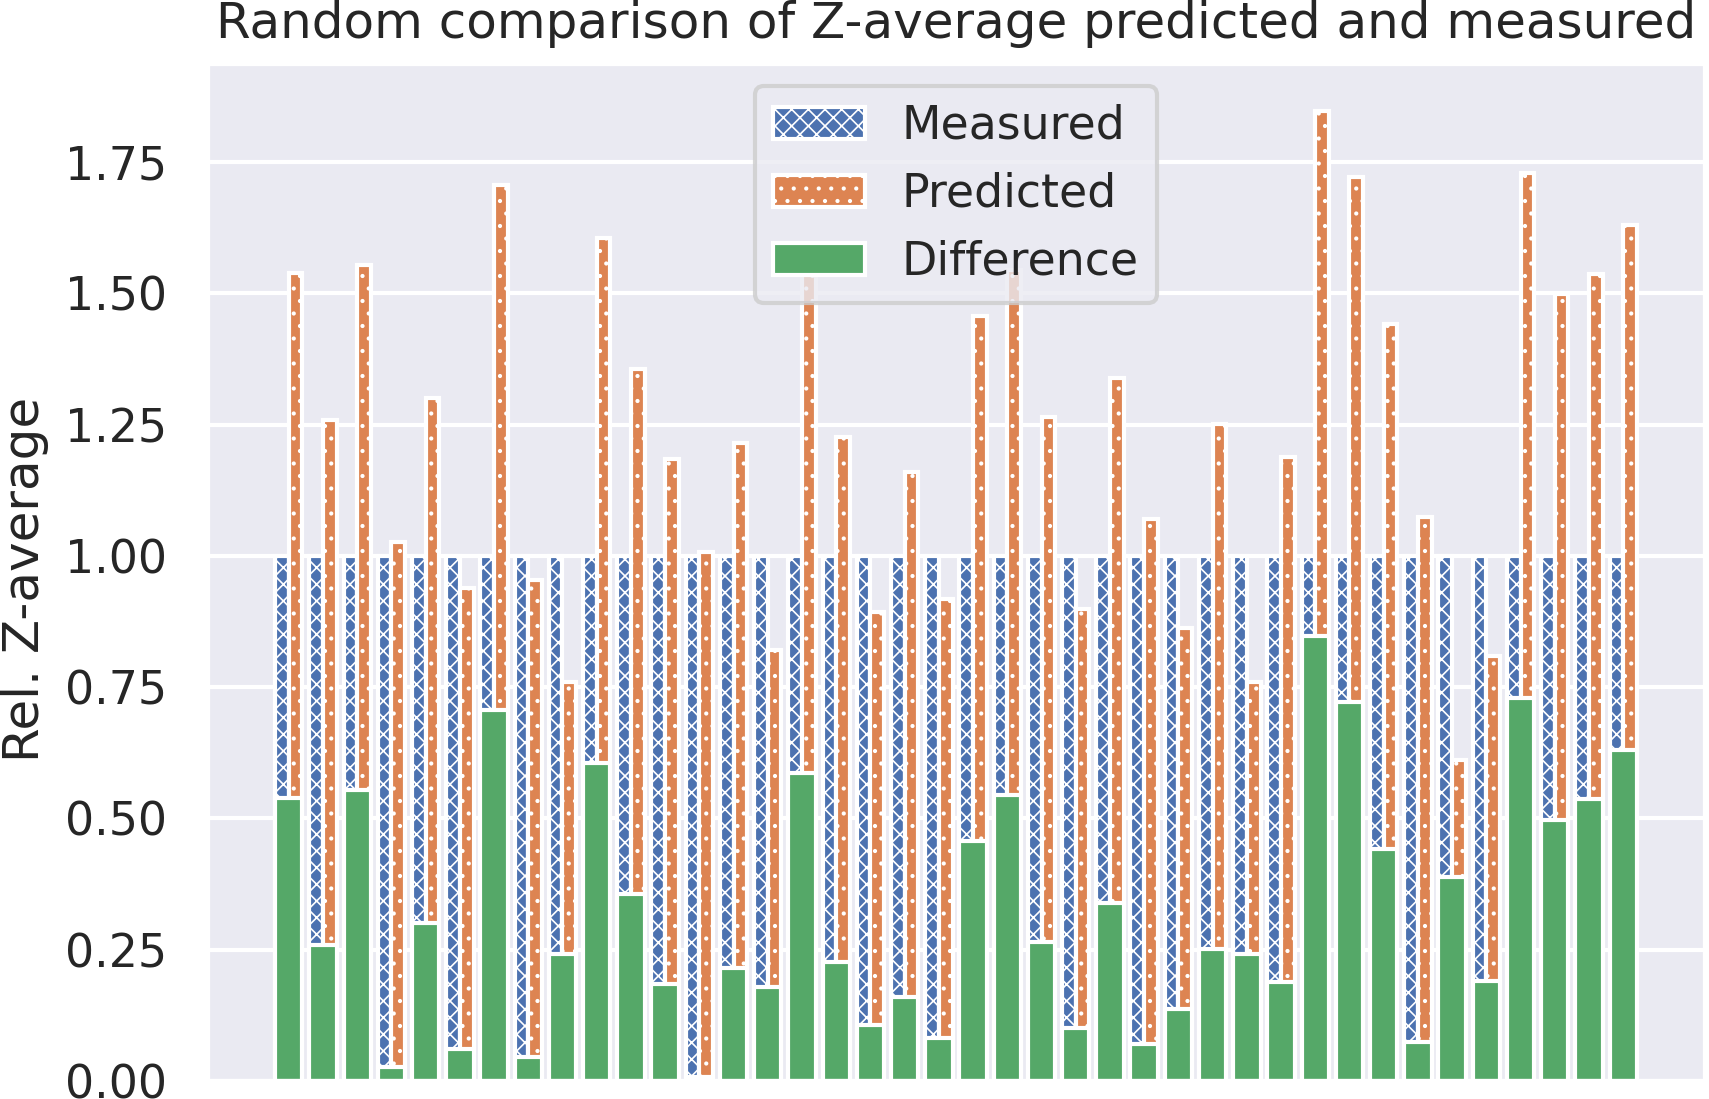 Random comparison of Z-average predicted and measured
Measured
Predicted
Difference
Rel. Z-average
1.75
1.50
1.25
1.00
0.75
0.50
0.25
0.00